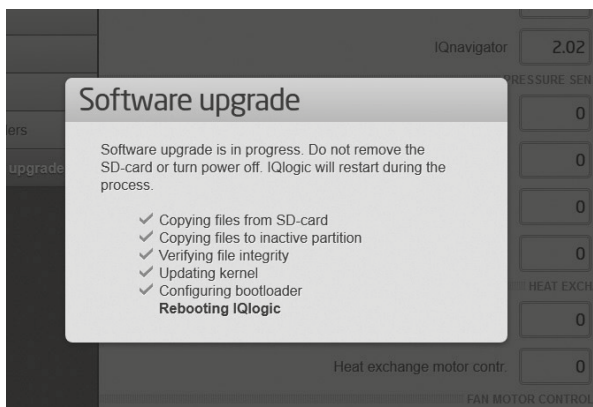 IQnavigator 2.02
PRESSURE SEN
0
Software upgrade
ders
Software upgrade is in progress. Do not remove the
upgrade
SD-card or turn power off. IQlogic will restart during the
0
process.
0
Copying files from SD-card
Copying files to inactive partition
Verifying file integrity
0
Updating kernel
Configuring bootloader
HEAT EXCH
Rebooting IQlogic
0
Heat exchange motor contr. 0
FAN MOTOR CONTROL